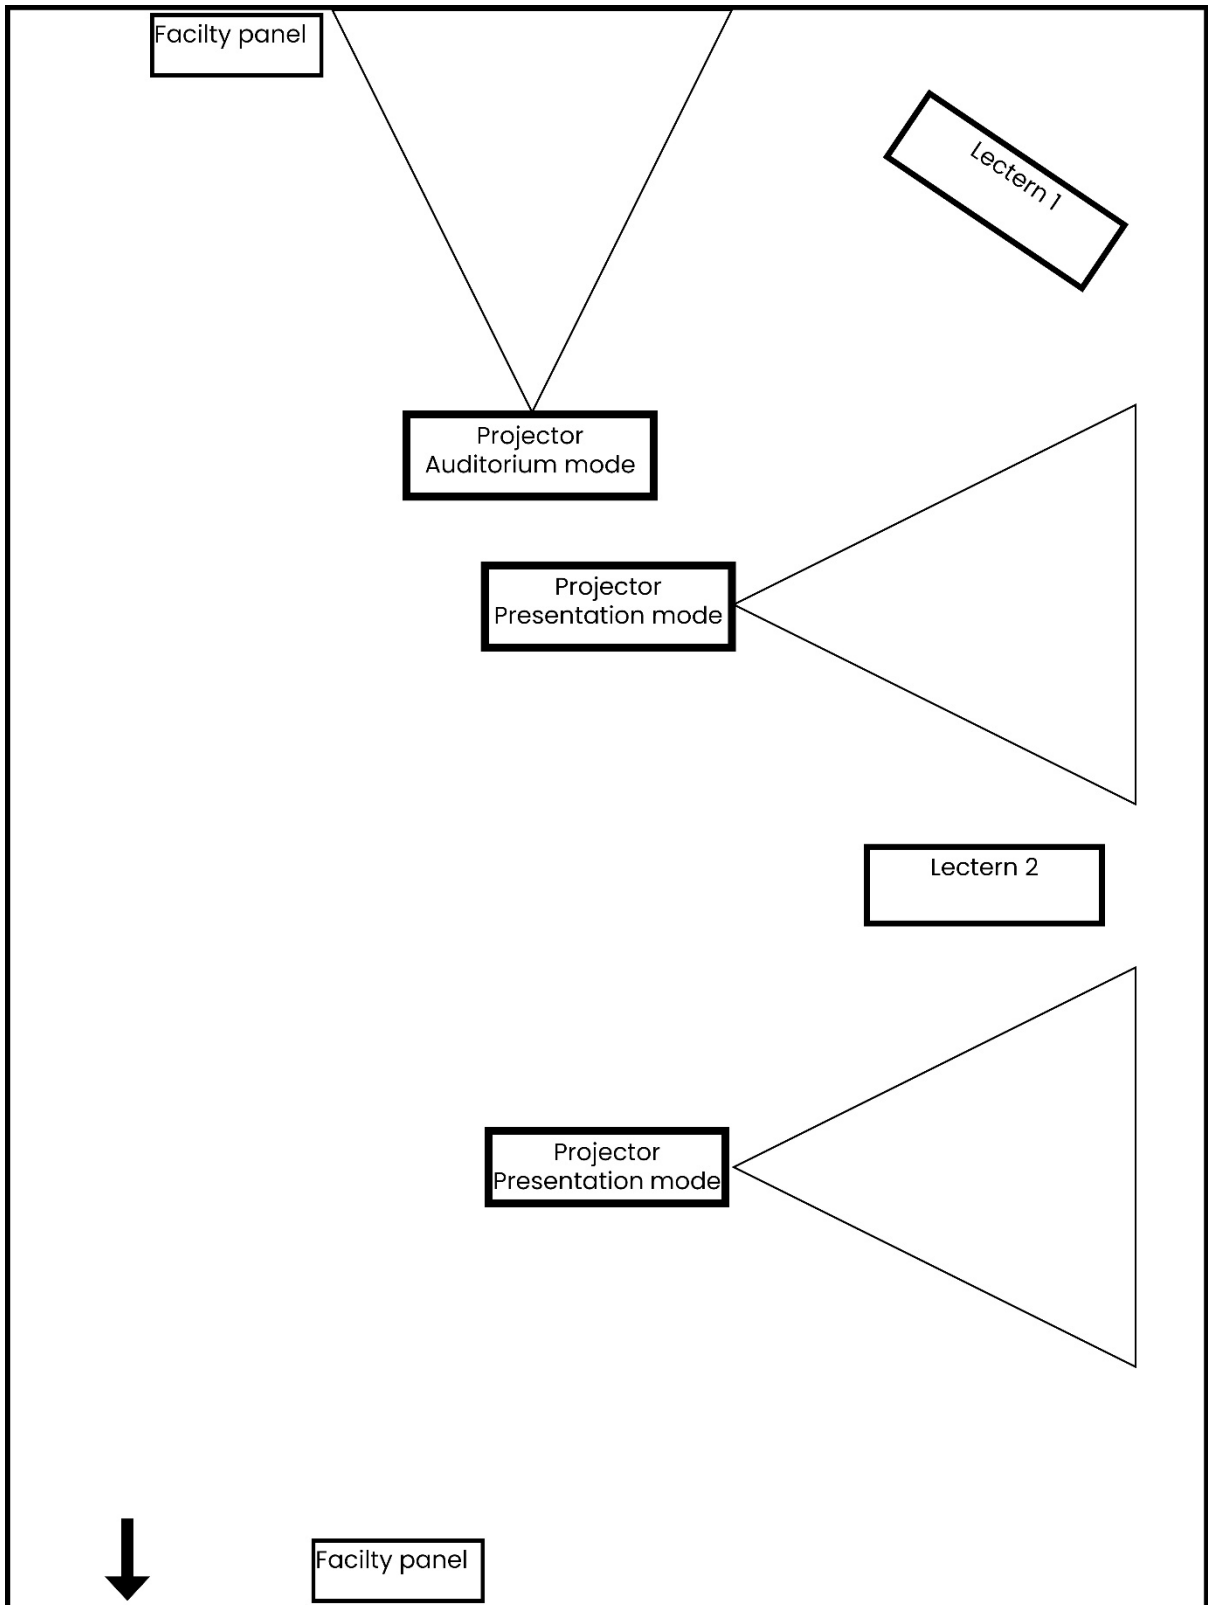 Facilty panel
Lectern 1
Projector
Auditorium mode
Projector
Presentation mode
Lectern 2
Projector
Presentation mode
Facilty panel